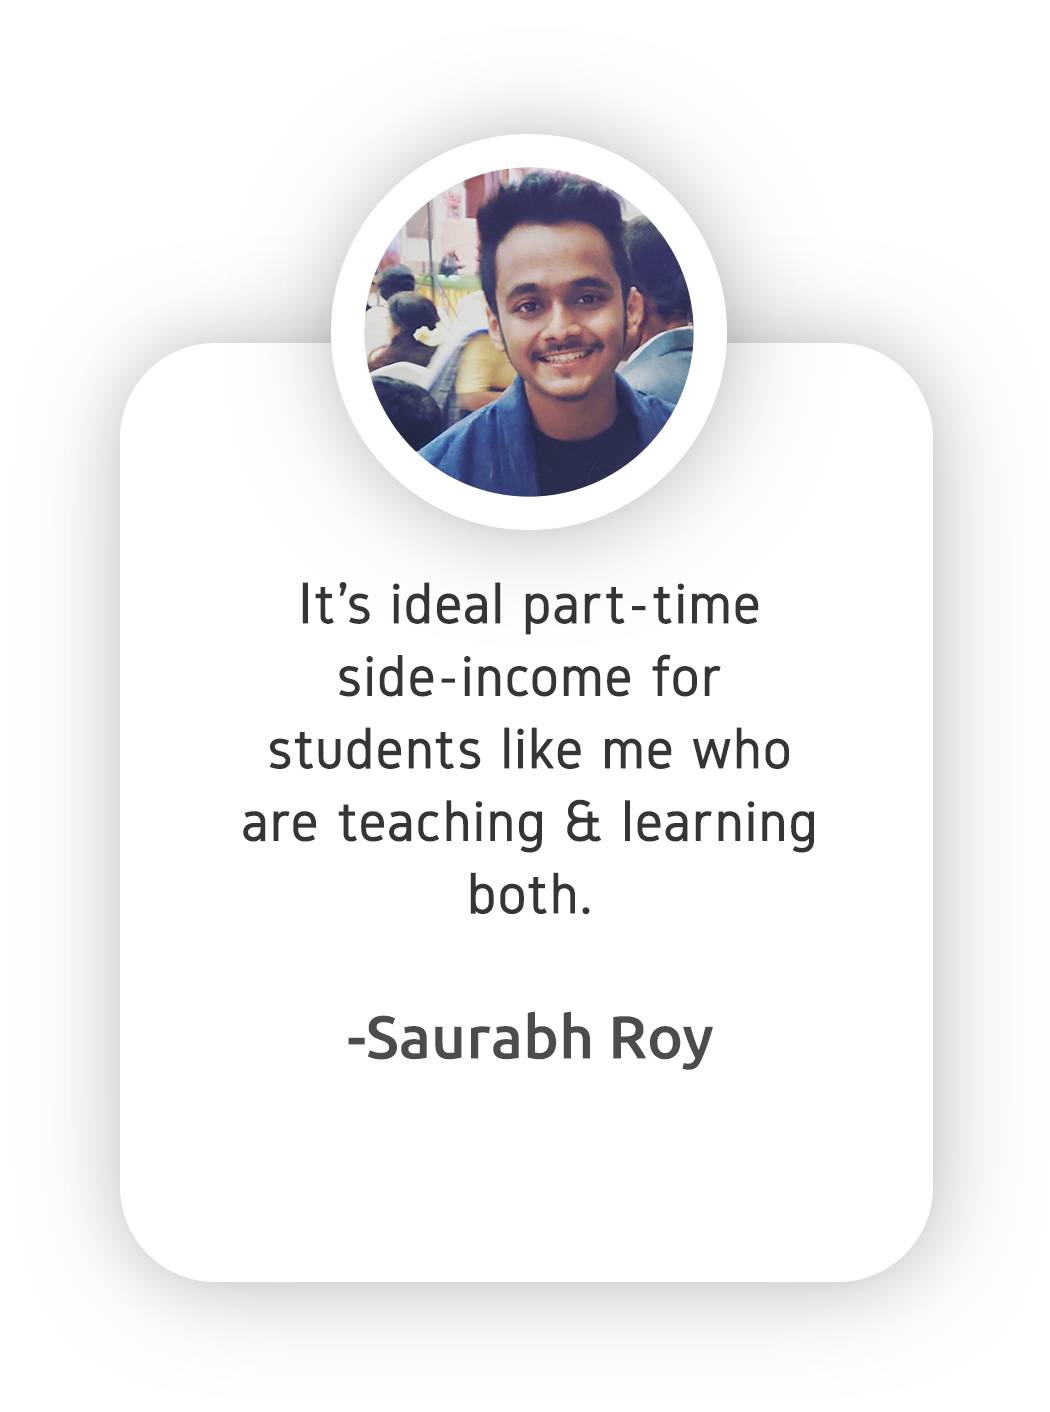 It’s ideal part-time
side-income for
students like me who
are teaching & learning
both.
-Saurabh Roy